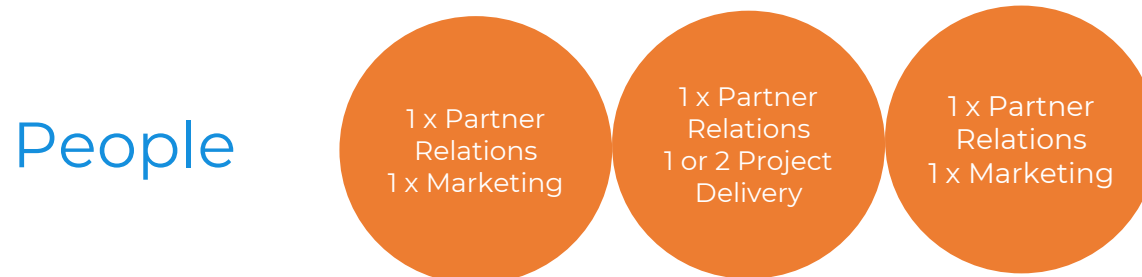 People
1 x Partner
Relations
1 x Marketing
1 x Partner
Relations
1 or 2 Project
Delivery
1 x Partner
Relations
1 x Marketing